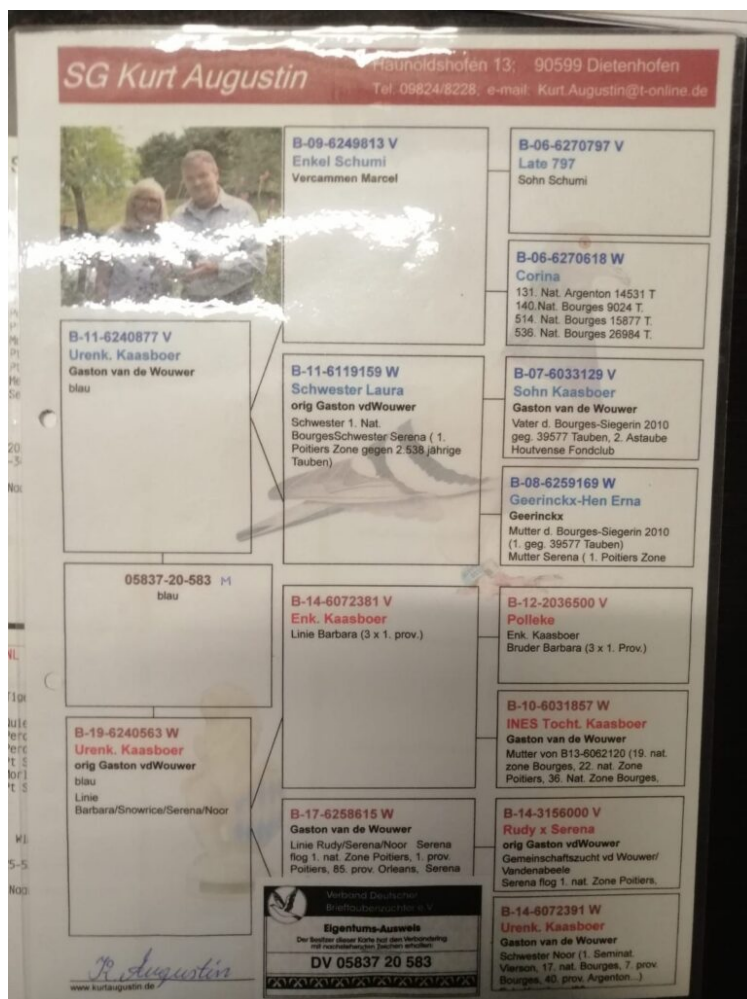 SG Kurt Augustin
Haunoldshofen 13; 90599 Dietenhofen
Tel. 09824/8228; e-mail: Kurt.Augustin@t-online.de
B-09-6249813 V
Enkel Schumi
Vercammen Marcel
B-06-6270797 V
Late 797
Sohn Schumi
B-06-6270618 W
Corina
131. Nat. Argenton 14531 T
140.Nat. Bourges 9024 T.
514. Nat. Bourges 15877 T.
536. Nat. Bourges 26984 T.
B-11-6240877 V
Urenk. Kaasboer
Gaston van de Wouwer
blau
B-11-6119159 W
Schwester Laura
orig Gaston vdWouwer
Schwester 1. Nat.
BourgesSchwester Serena ( 1.
Poitiers Zone gegen 2.538 jährige
Tauben)
B-07-6033129 V
Sohn Kaasboer
Gaston van de Wouwer
Vater d. Bourges-Siegerin 2010
geg. 39577 Tauben, 2. Astaube
Houtvense Fondclub
B-08-6259169 W
Geerinckx-Hen Erna
Geerinckx
Mutter d. Bourges-Siegerin 2010
(1. geg. 39577 Tauben)
Mutter Serena ( 1. Poitiers Zone
05837-20-583 M
blau
B-14-6072381 V
Enk. Kaasboer
Linie Barbara (3 x 1. prov.)
B-12-2036500 V
Polleke
Enk. Kaasboer
Bruder Barbara (3 x 1. Prov.)
B-10-6031857 W
INES Tocht. Kaasboer
Gaston van de Wouwer
Mutter von B13-6062120 (19. nat.
zone Bourges, 22. nat. Zone
Poitiers, 36. Nat. Zone Bourges,
B-19-6240563 W
Urenk. Kaasboer
orig Gaston vdWouwer
blau
Linie
Barbara/Snowrice/Serena/Noor
B-17-6258615 W
Gaston van de Wouwer
Linie Rudy/Serena/Noor Serena
flog 1. nat. Zone Poitiers, 1. prov.
Poitiers, 85. prov. Orleans, Serena
B-14-3156000 V
Rudy x Serena
orig Gaston vdWouwer
Gemeinschaftszucht vd Wouwer/
Vandenabeele
Serena flog 1. nat. Zone Poitiers,
B-14-6072391 W
Urenk. Kaasboer
Gaston van de Wouwer
Schwester Noor (1. Seminat.
Vierson, 17. nat. Bourges, 7. prov.
Bourges, 40. prov. Argenton...)
Verband Deutscher
Brieftaubenzüchter e.V.
Eigentums-Ausweis
Der Besitzer dieser Karte hat den Verbandsring
mit nachstehenden Zeichen erhalten:
DV 05837 20 583
K. Augustin
www.kurtaugustin.de